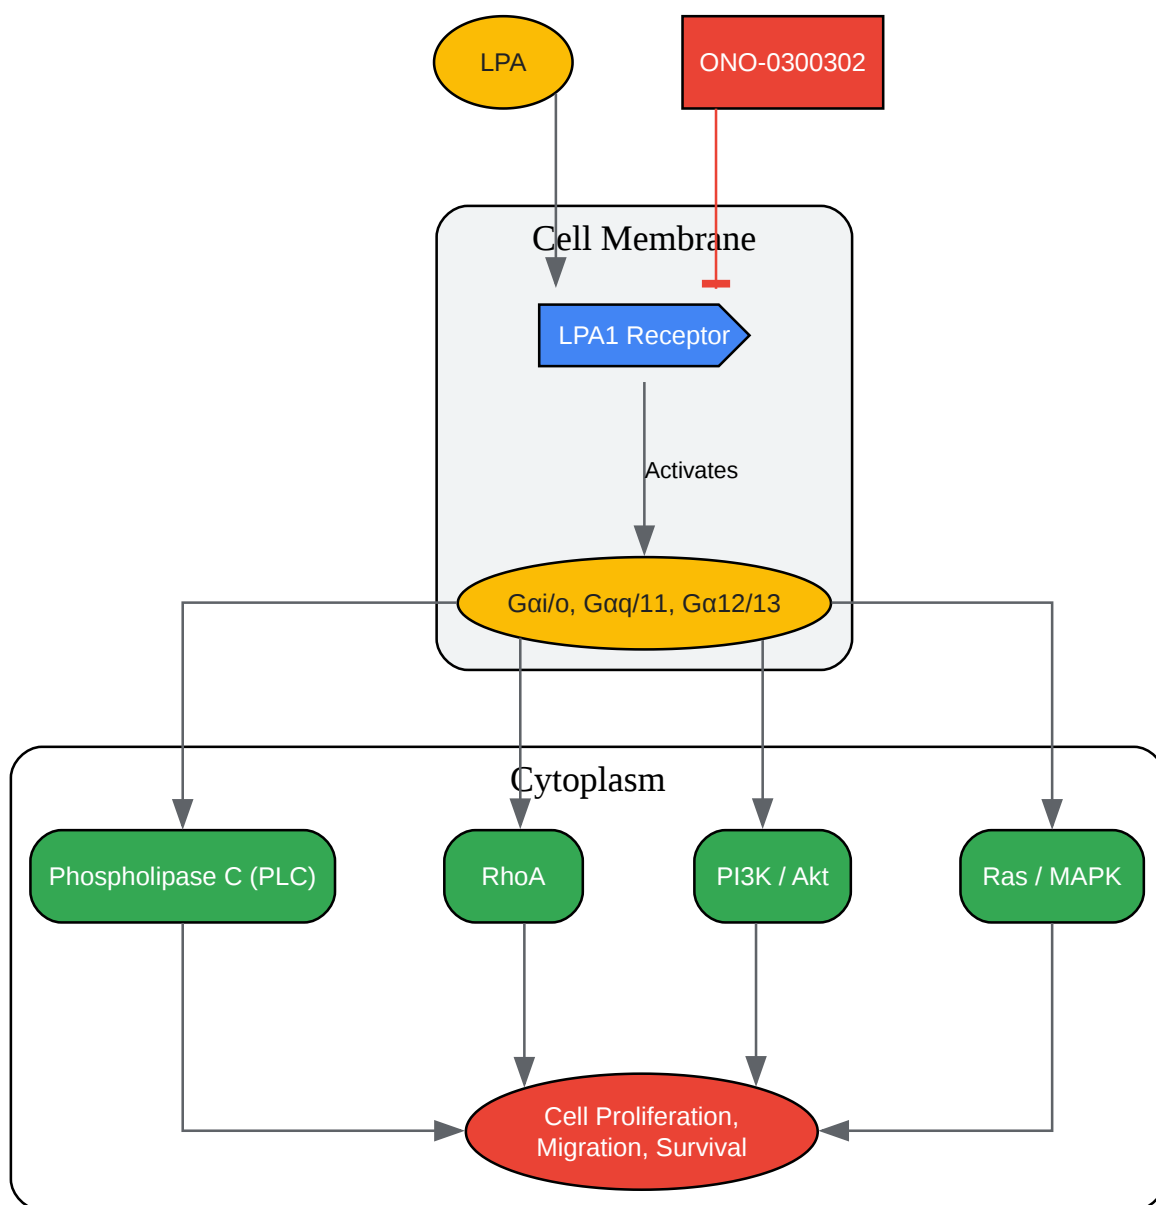 LPA
ONO-0300302
Cell Membrane
LPA1 Receptor
Activates
Gαi/o, Gαq/11, Gα12/13
Cytoplasm
Phospholipase C (PLC)
RhoA
PI3K / Akt
Ras / MAPK
Cell Proliferation,
Migration, Survival